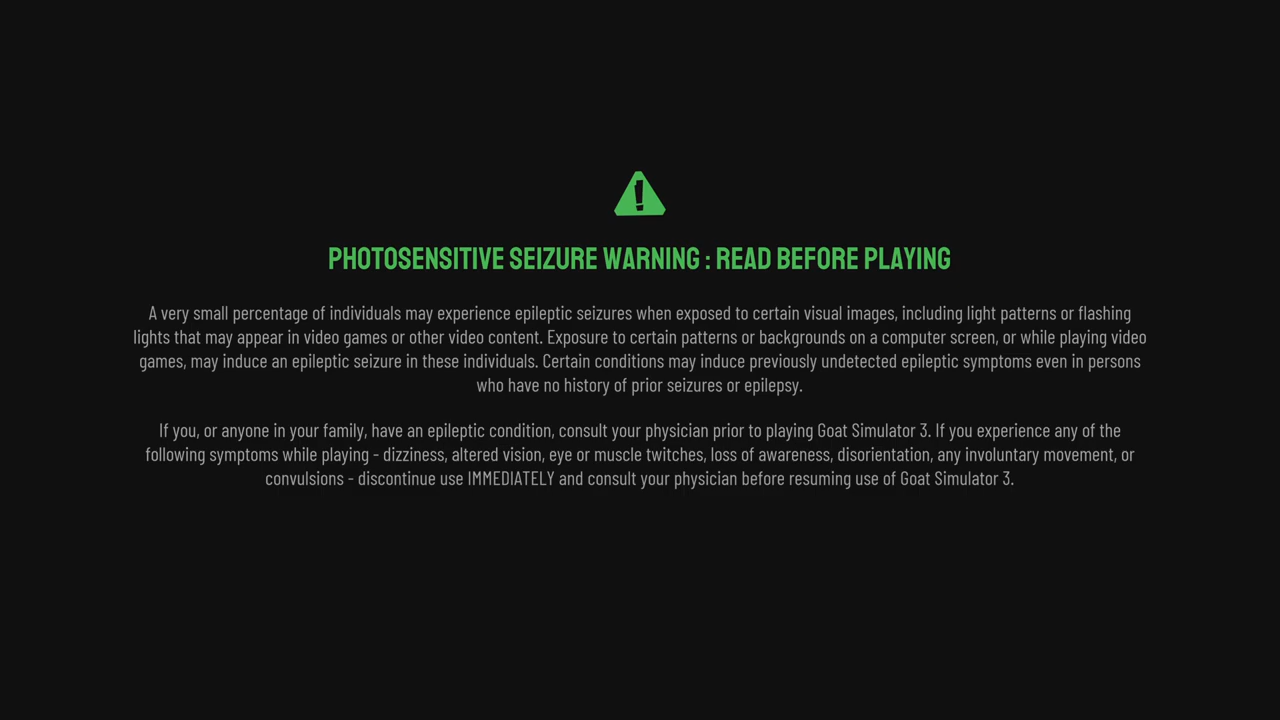 PHOTOSENSITIVE SEIZURE WARNING : READ BEFORE PLAYING
A very small percentage of individuals may experience epileptic seizures when exposed to certain visual images, including light patterns or flashing
lights that may appear in video games or other video content. Exposure to certain patterns or backgrounds on a computer screen, or while playing video
games, may induce an epileptic seizure in these individuals. Certain conditions may induce previously undetected epileptic symptoms even in persons
who have no history of prior seizures or epilepsy.
If you, or anyone in your family, have an epileptic condition, consult your physician prior to playing Goat Simulator 3. If you experience any of the
following symptoms while playing - dizziness, altered vision, eye or muscle twitches, loss of awareness, disorientation, any involuntary movement, or
convulsions - discontinue use IMMEDIATELY and consult your physician before resuming use of Goat Simulator 3.